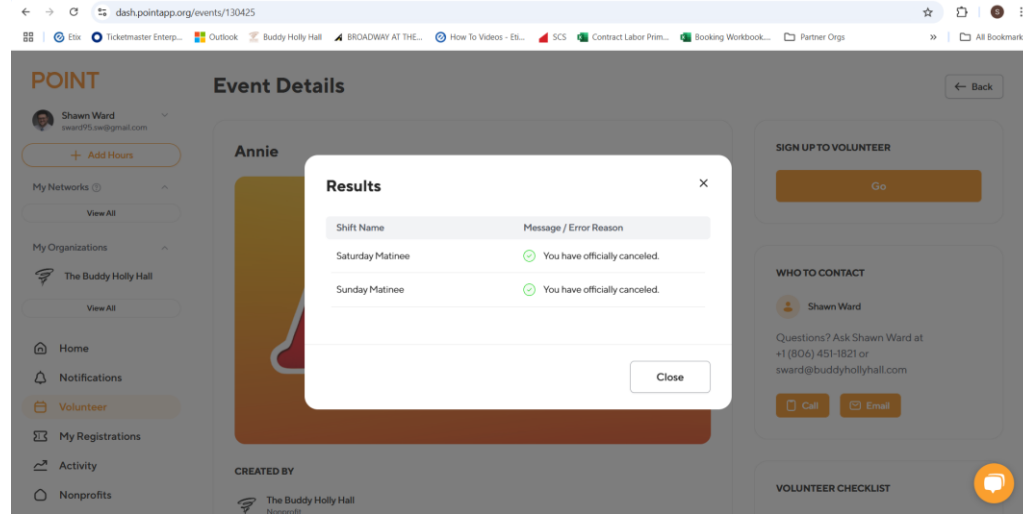 dash.pointapp.org/events/130425
Etix
Ticketmaster Enterp...
Outlook
Buddy Holly Hall
BROADWAY AT THE...
How To Videos - Eti...
SCS
Contract Labor Prim...
Booking Workbook...
Partner Orgs
»
All Bookmark
S
POINT
Shawn Ward
sward95.sw@gmail.com
+ Add Hours
My Networks
View All
My Organizations
The Buddy Holly Hall
View All
Home
Notifications
Volunteer
My Registrations
Activity
Nonprofits
Event Details
← Back
Annie
Results
Shift Name Message / Error Reason
Saturday Matinee You have officially canceled.
Sunday Matinee You have officially canceled.
Close
CREATED BY
The Buddy Holly Hall
Nonprofit
SIGN UP TO VOLUNTEER
Go
WHO TO CONTACT
Shawn Ward
Questions? Ask Shawn Ward at
+1 (806) 451-1821 or
sward@buddyhollyhall.com
Call Email
VOLUNTEER CHECKLIST